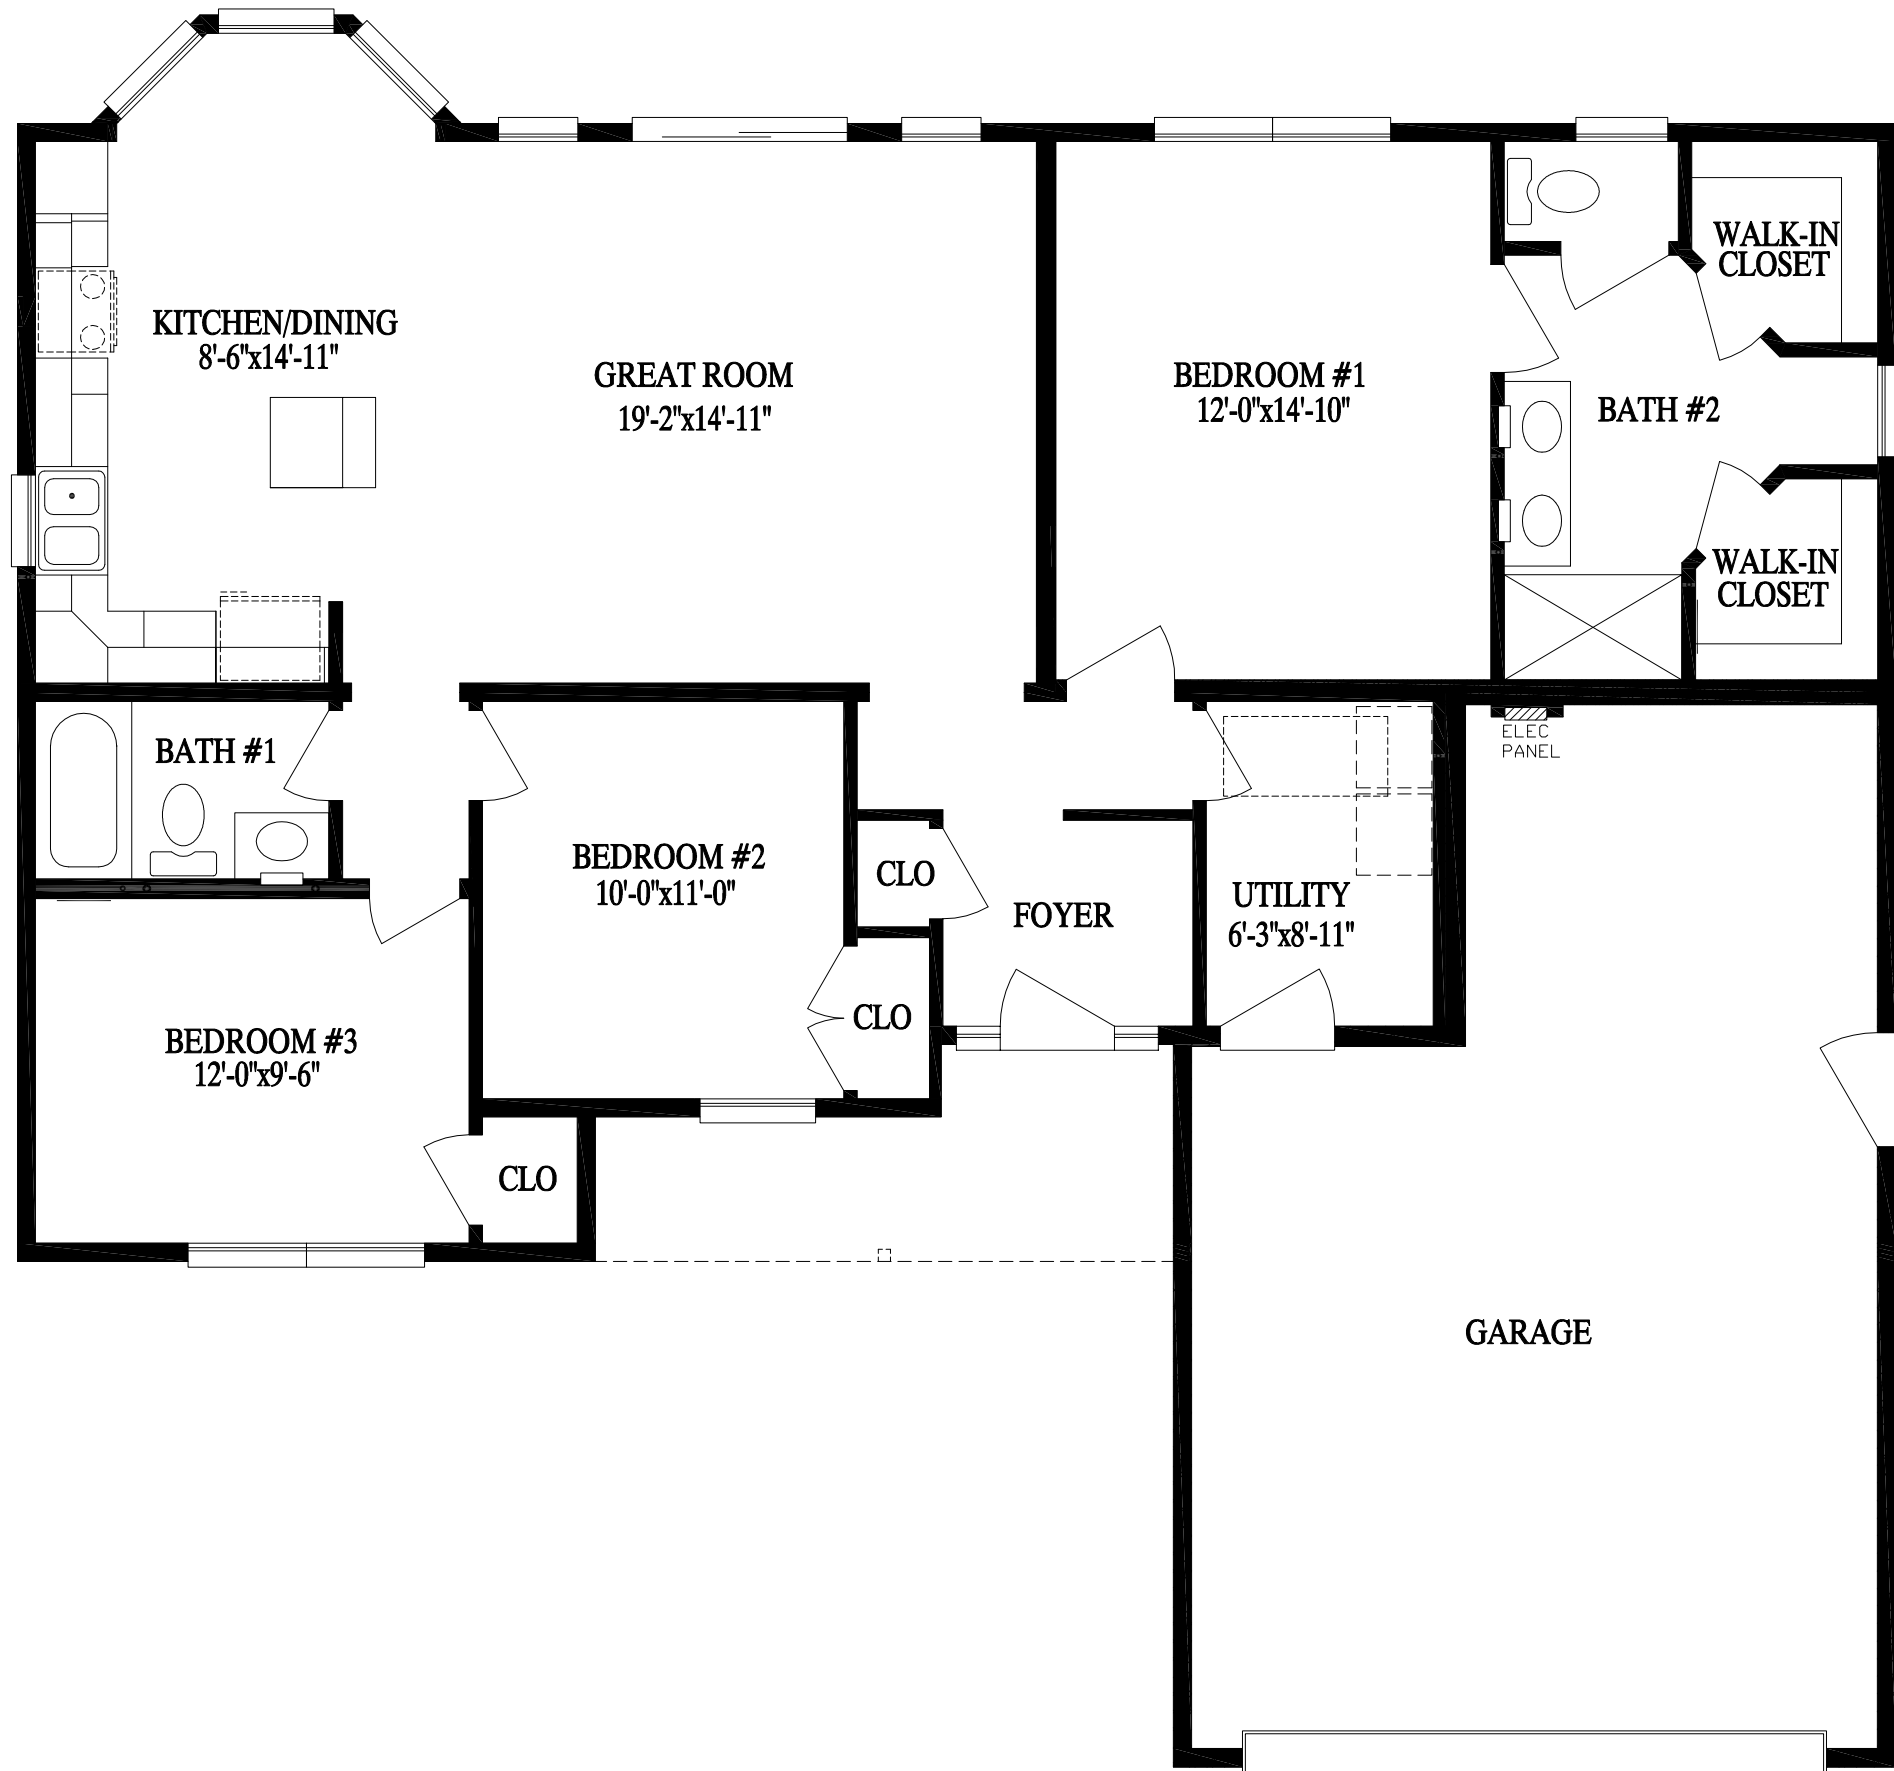 WALK-IN
CLOSET
KITCHEN/DINING
8'-6"x14'-11"
GREAT ROOM
19'-2"x14'-11"
BEDROOM #1
12'-0"x14'-10"
BATH #2
WALK-IN
CLOSET
ELEC
PANEL
BATH #1
BEDROOM #2
10'-0"x11'-0"
CLO
FOYER
UTILITY
6'-3"x8'-11"
CLO
BEDROOM #3
12'-0"x9'-6"
CLO
GARAGE